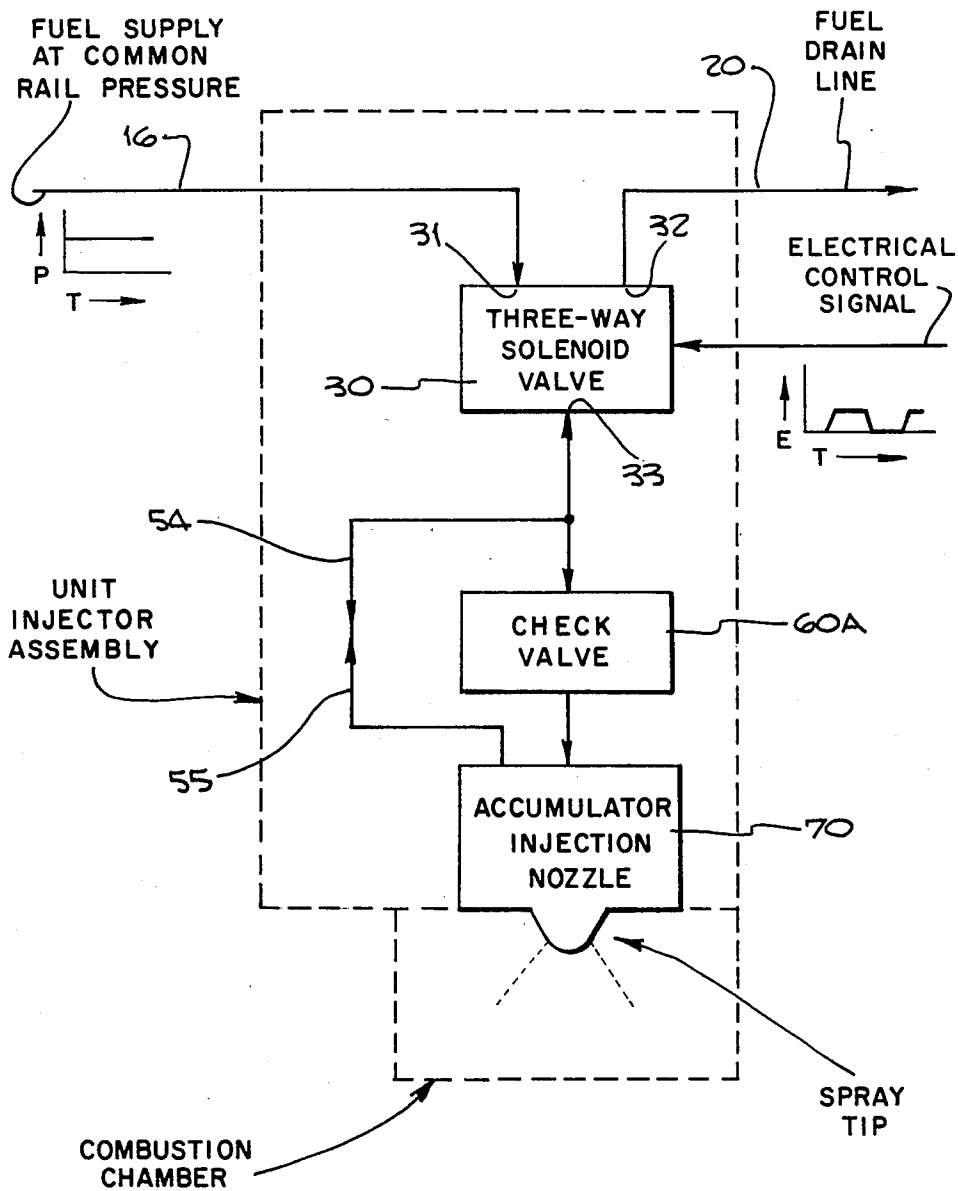 FUEL SUPPLY
AT COMMON
RAIL PRESSURE
FUEL
DRAIN
LINE
20
16
31
32
P
T
ELECTRICAL
CONTROL
SIGNAL
THREE-WAY
SOLENOID
VALVE
30
E
T
33
54
UNIT
INJECTOR
ASSEMBLY
CHECK
VALVE
60A
55
ACCUMULATOR
INJECTION
NOZZLE
70
SPRAY
TIP
COMBUSTION
CHAMBER